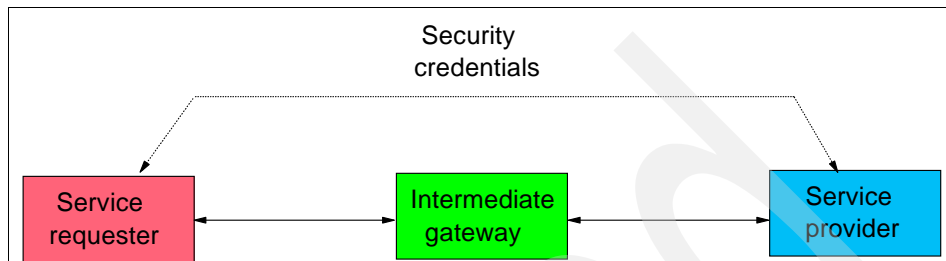 Security
credentials
Service
requester
Intermediate
gateway
Service
provider